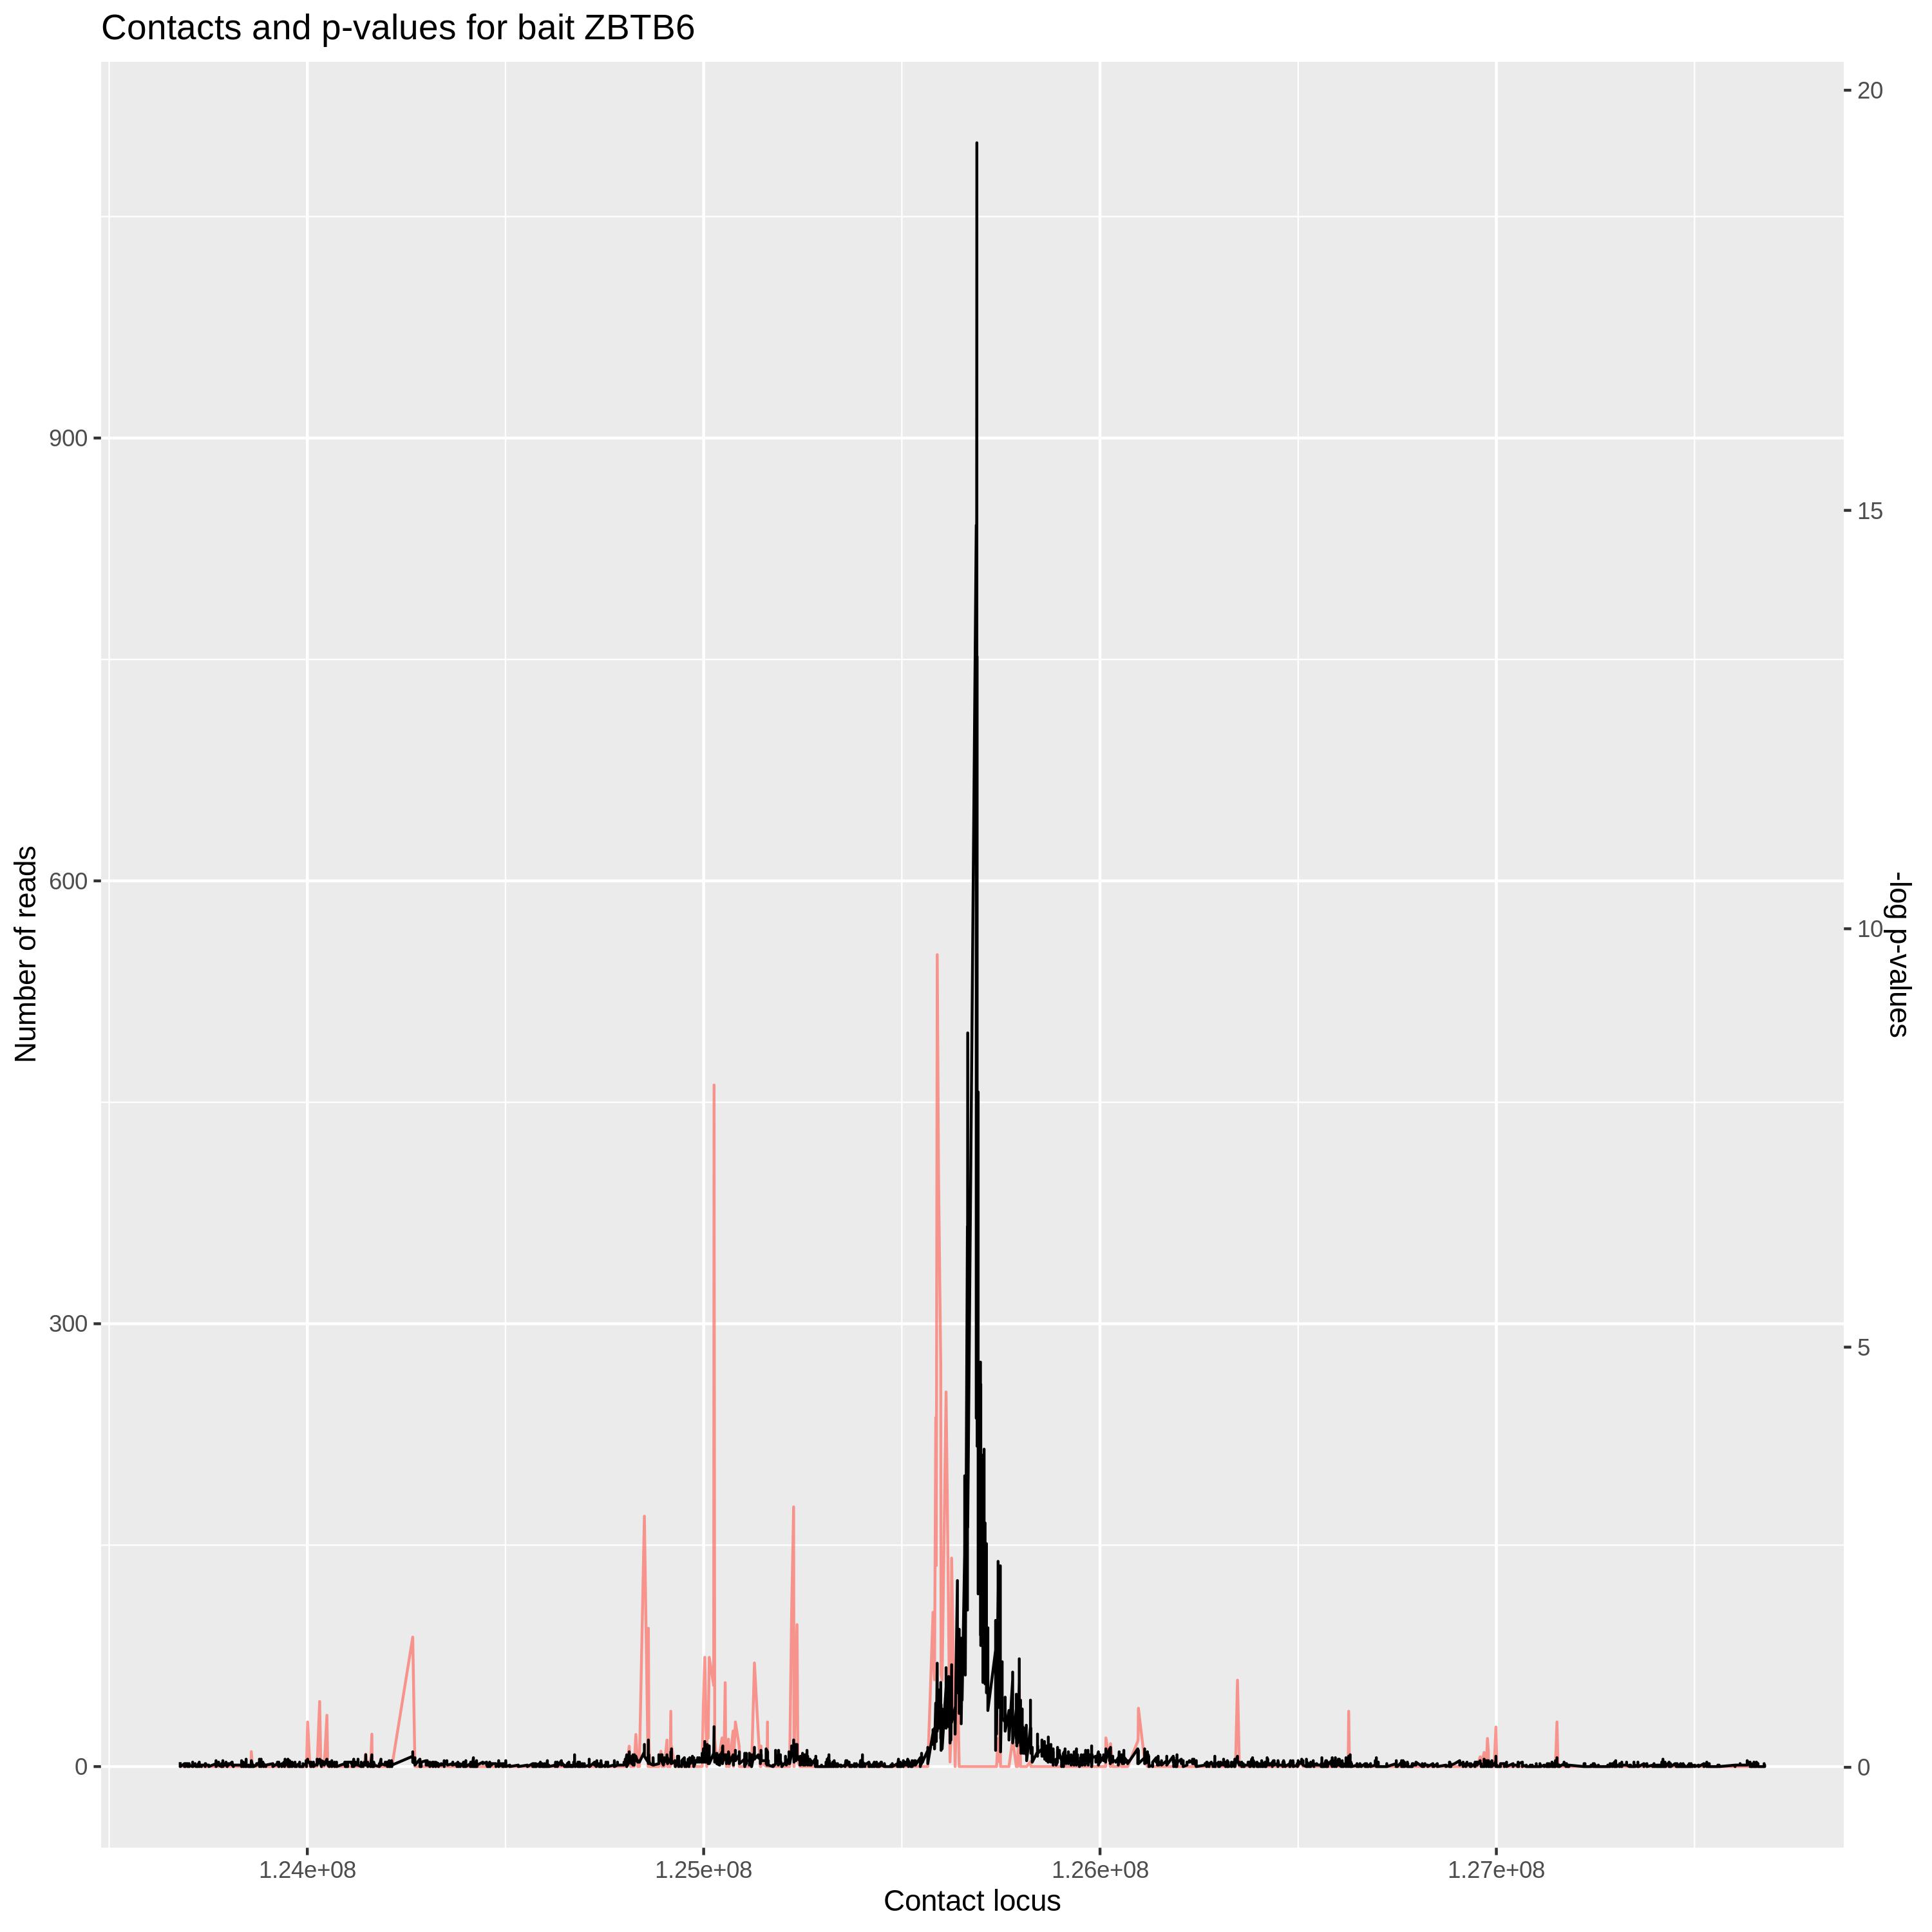 Contacts and p-values for bait ZBTB6
20
15
10
5
0
-log p-values
900
600
300
0
Number of reads
1.24e+08 1.25e+08 1.26e+08 1.27e+08
Contact locus